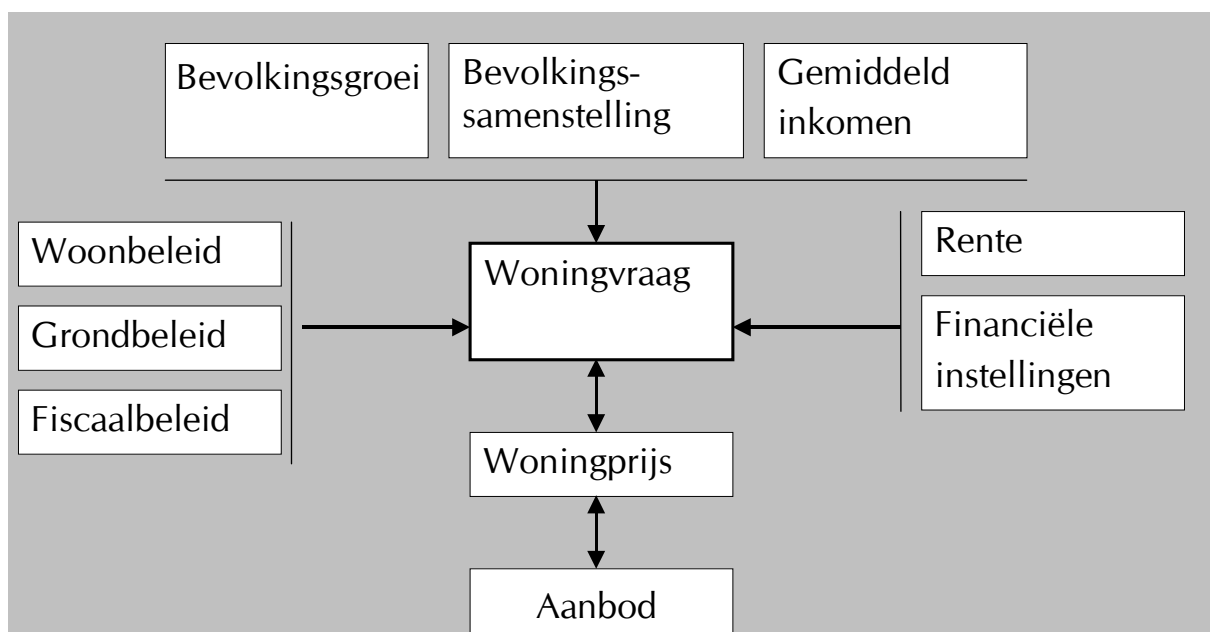 Bevolkingsgroei
Bevolkings-
samenstelling
Gemiddeld
inkomen
Woonbeleid
Grondbeleid
Fiscaalbeleid
Woningvraag
Rente
Financiële
instellingen
Woningprijs
Aanbod